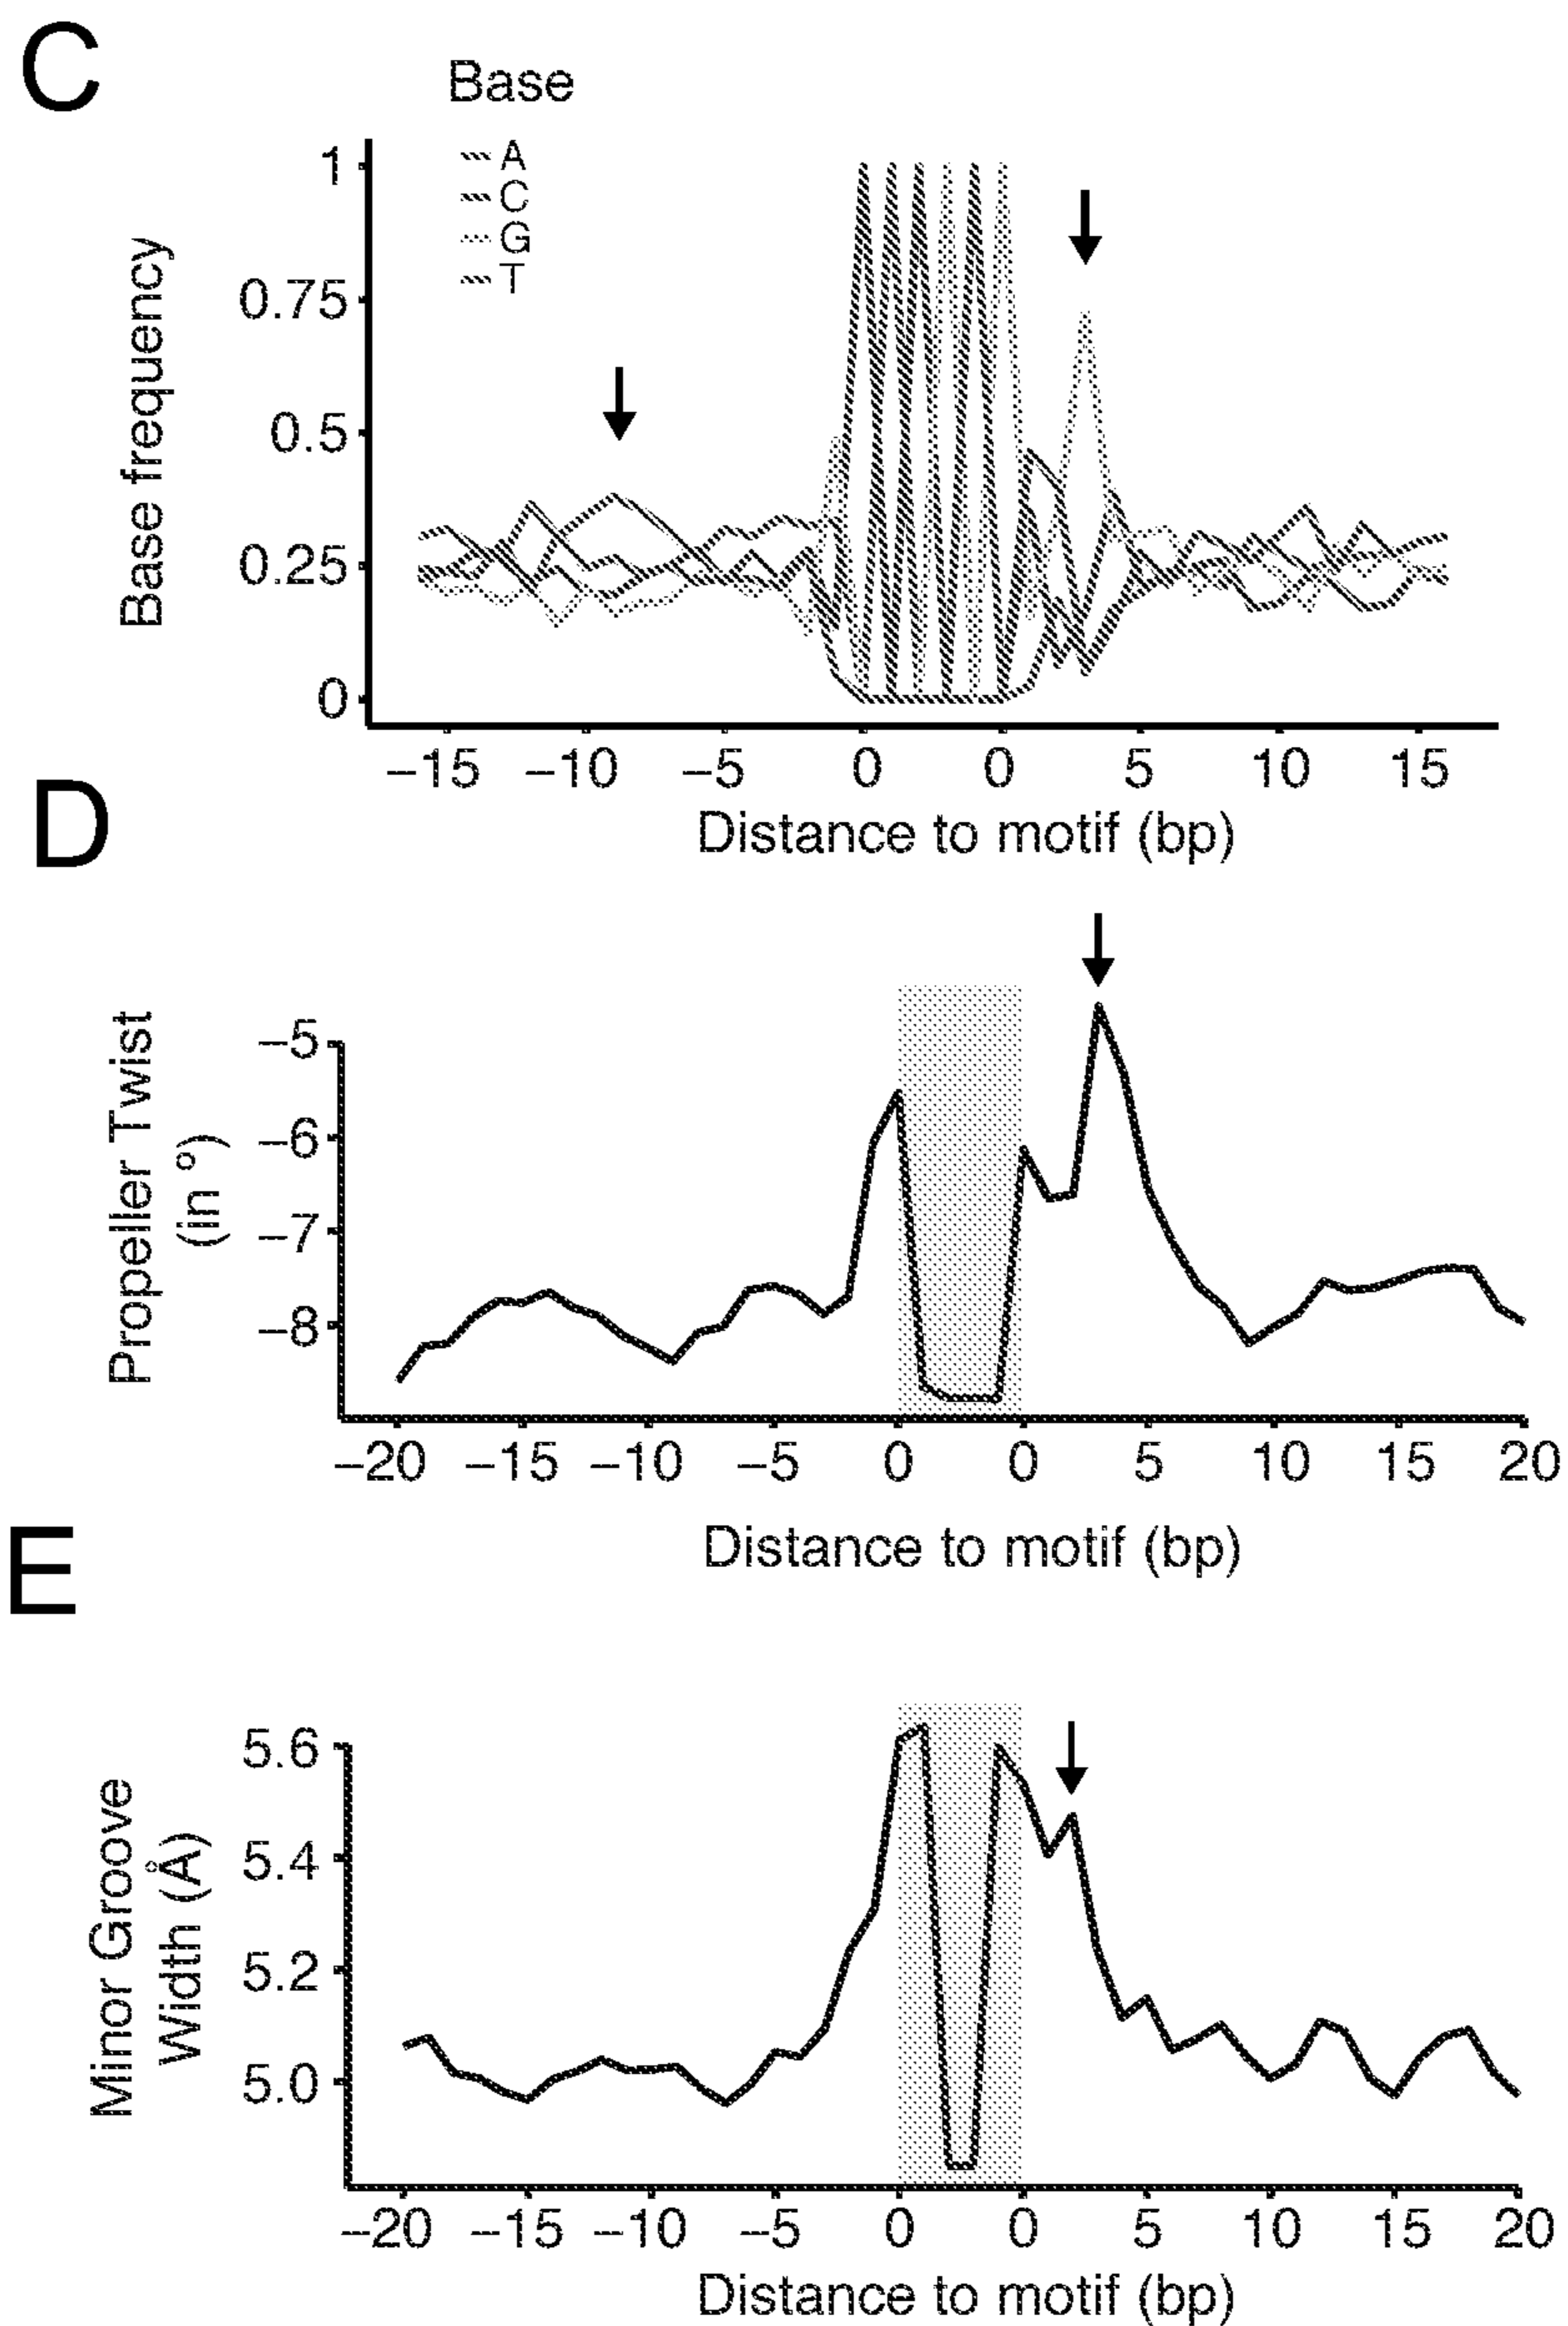 C
Base
A
C
G
T
Base frequency
1
0.75
0.5
0.25
0
−15 −10 −5 0 0 5 10 15
Distance to motif (bp)
D
Propeller Twist
(in º)
−5
−6
−7
−8
−20 −15 −10 −5 0 0 5 10 15 20
Distance to motif (bp)
E
Minor Groove
Width (Å)
5.6
5.4
5.2
5.0
−20 −15 −10 −5 0 0 5 10 15 20
Distance to motif (bp)